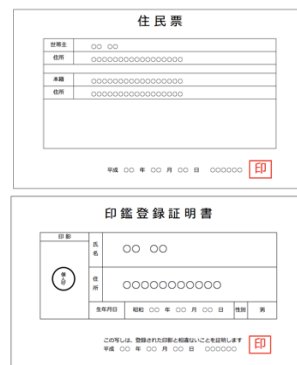 住民票
世帯主 ○○ ○○
住所 ○○○○○○○○○○○○○○○○○
本籍 ○○○○○○○○○○○○○○○○○
住所 ○○○○○○○○○○○○○○○○○
平成 ○○ 年 ○○ 月 ○○ 日 ○○○○○○ 印
印鑑登録証明書
印影
氏名 ○○ ○○
住所 ○○○○○○○○○○○
生年月日 昭和 ○○ 年 ○○ 月 ○○ 日 性別 男
この写しは、登録された印影と相違ないことを証明します
平成 ○○ 年 ○○ 月 ○○ 日 ○○○○○○ 印